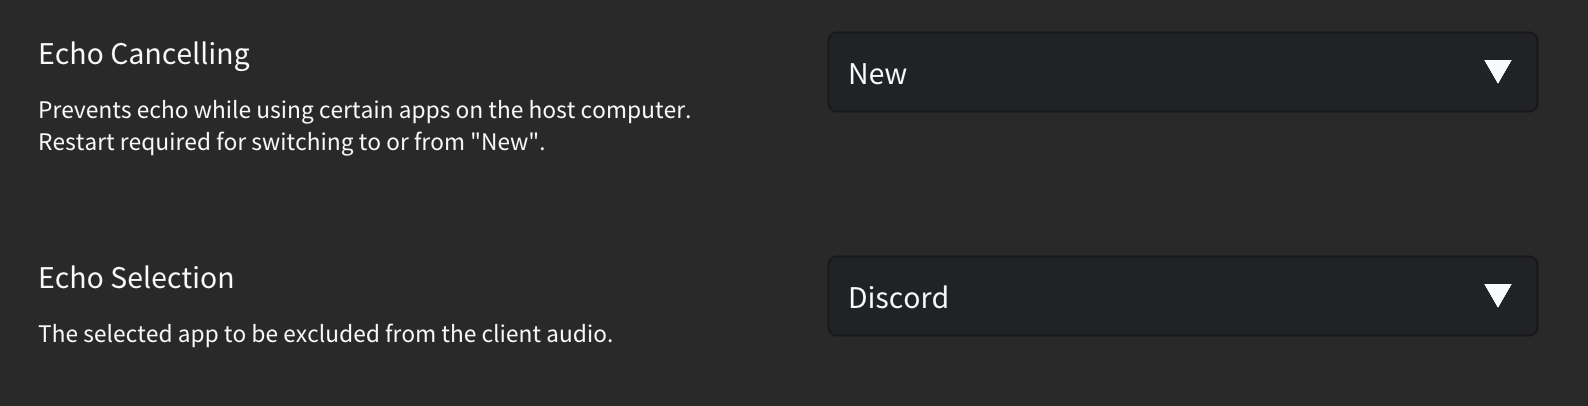 Echo Cancelling
New
Prevents echo while using certain apps on the host computer.
Restart required for switching to or from "New".
Echo Selection
Discord
The selected app to be excluded from the client audio.